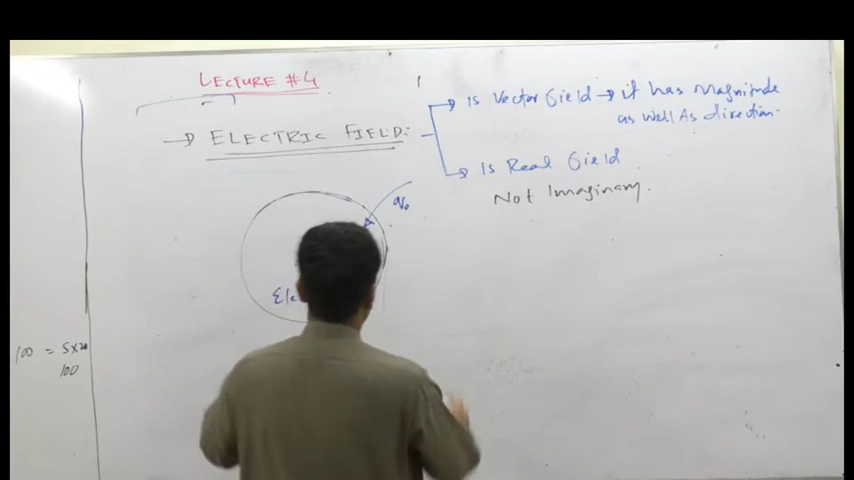 LECTURE #4
→ ELECTRIC FIELD:
→ is Vector Field → it has Magnitude
as well As direction.
→ is Real Field
Not Imaginary.
q₀
Ele
100 = 5x20
100